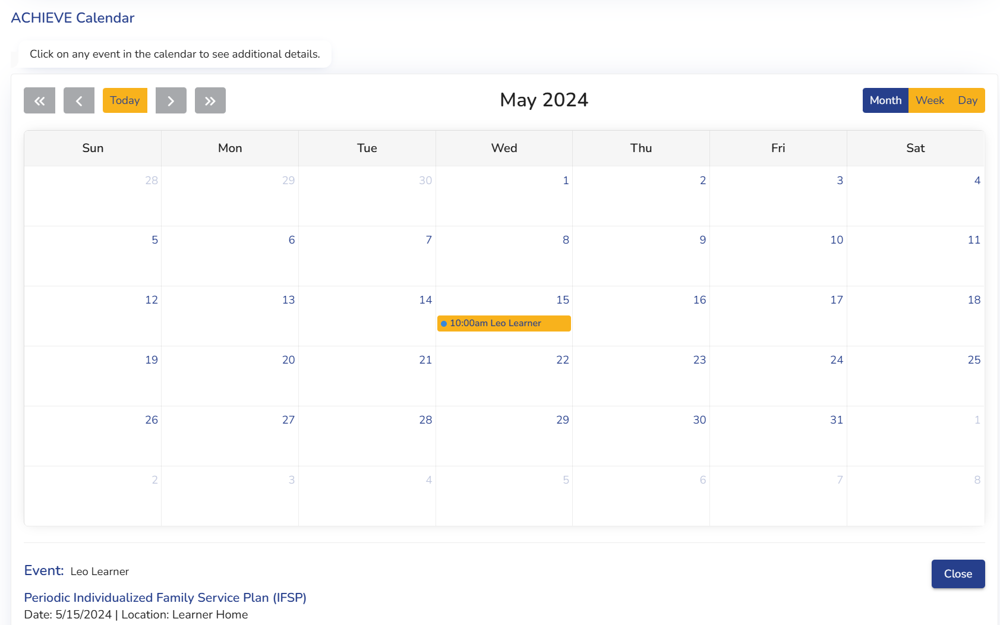 ACHIEVE Calendar
Click on any event in the calendar to see additional details.
Today
May 2024
Month Week Day
Sun Mon Tue Wed Thu Fri Sat
28 29 30 1 2 3 4
5 6 7 8 9 10 11
12 13 14 15 16 17 18
10:00am Leo Learner
19 20 21 22 23 24 25
26 27 28 29 30 31 1
2 3 4 5 6 7 8
Event: Leo Learner
Close
Periodic Individualized Family Service Plan (IFSP)
Date: 5/15/2024 | Location: Learner Home